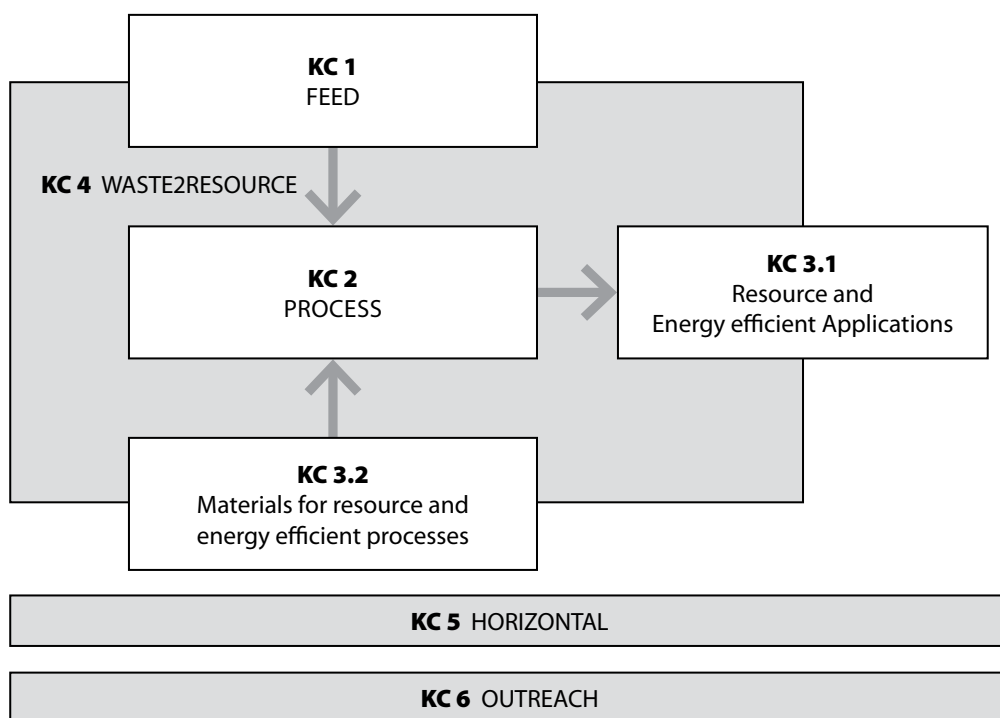 KC 1
FEED
KC 4 WASTE2RESOURCE
KC 2
PROCESS
KC 3.1
Resource and
Energy efficient Applications
KC 3.2
Materials for resource and
energy efficient processes
KC 5 HORIZONTAL
KC 6 OUTREACH